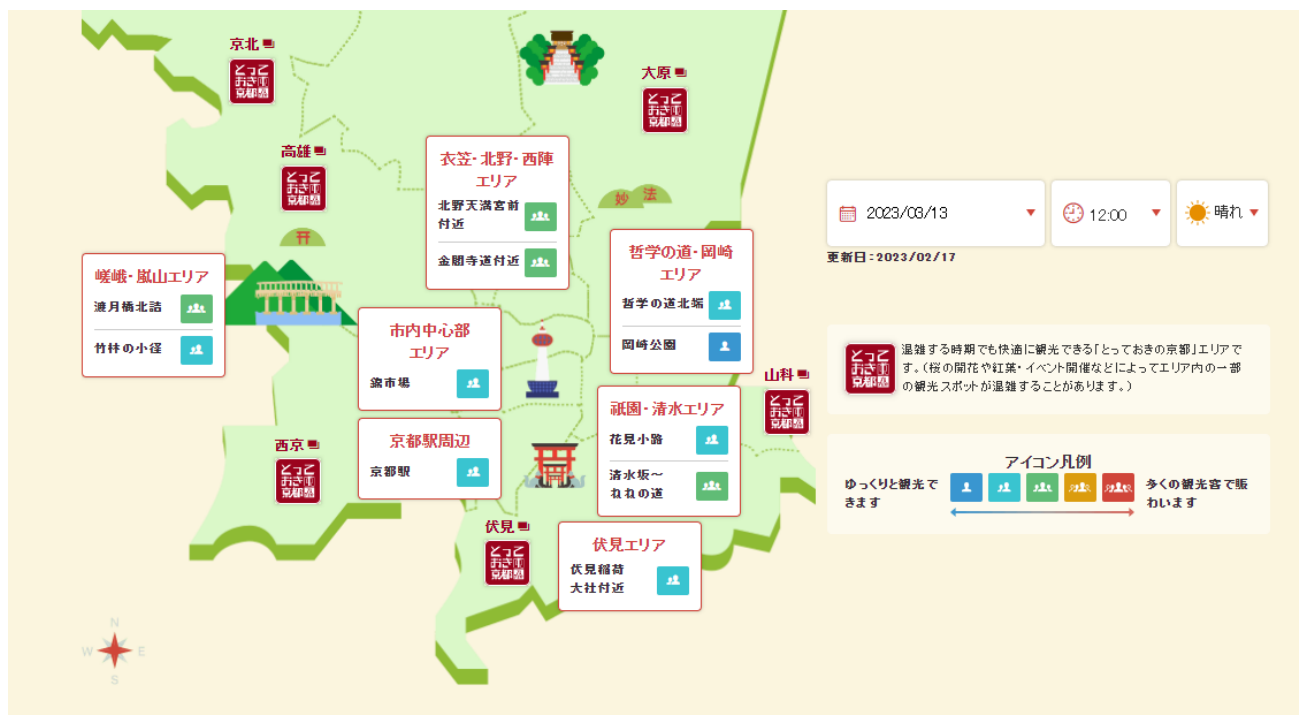 京北
とって
おきの
京都
大原
とって
おきの
京都
高雄
とって
おきの
京都
衣笠・北野・西陣
エリア
北野天満宮前
付近
金閣寺道付近
妙
法
哲学の道・岡崎
エリア
哲学の道北端
岡崎公園
嵯峨・嵐山エリア
渡月橋北詰
竹林の小径
市内中心部
エリア
錦市場
山科
とって
おきの
京都
祇園・清水エリア
花見小路
清水坂～
ねねの道
京都駅周辺
京都駅
西京
とって
おきの
京都
伏見
とって
おきの
京都
伏見エリア
伏見稲荷
大社付近
N
W
E
S
2023/03/13
12:00
晴れ
更新日:2023/02/17
とって
おきの
京都
混雑する時期でも快適に観光できる「とっておきの京都」エリアで
す。(桜の開花や紅葉・イベント開催などによってエリア内の一部
の観光スポットが混雑することがあります。)
アイコン凡例
ゆっくりと観光で
きます
多くの観光客で賑
わいます